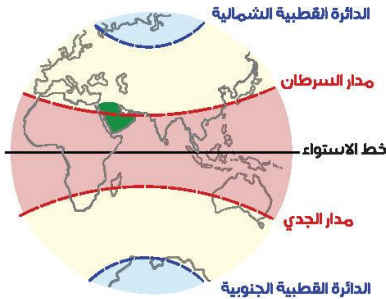 الدائرة القطبية الشمالية
مدار السرطان
خط الاستواء
مدار الجدي
الدائرة القطبية الجنوبية